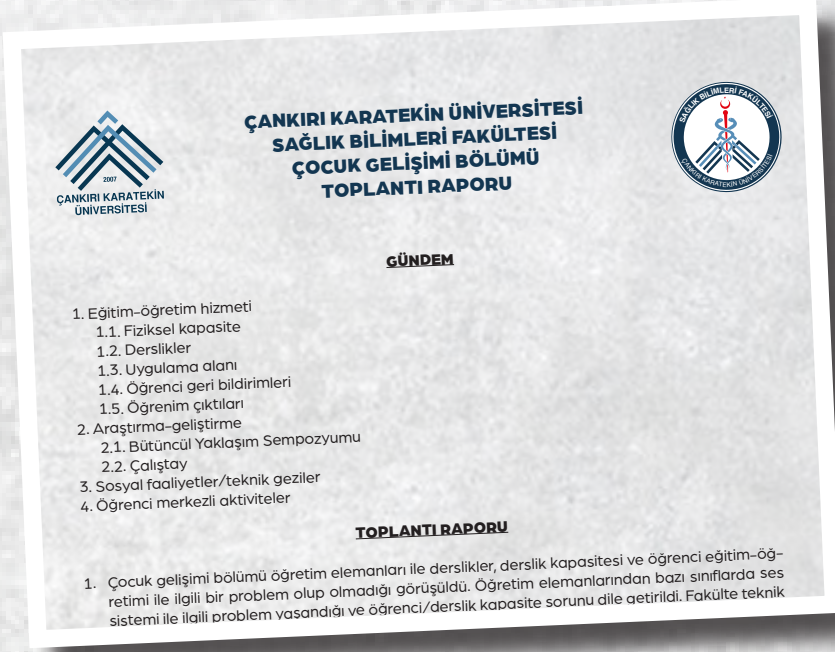 ÇANKIRI KARATEKİN ÜNİVERSİTESİ
SAĞLIK BİLİMLERİ FAKÜLTESİ
ÇOCUK GELİŞİMİ BÖLÜMÜ
TOPLANTI RAPORU
2007
ÇANKIRI KARATEKİN
ÜNİVERSİTESİ
SAĞLIK BİLİMLERİ FAKÜLTESİ
ÇANKIRI KARATEKİN ÜNİVERSİTESİ
GÜNDEM
1. Eğitim-öğretim hizmeti
1.1. Fiziksel kapasite
1.2. Derslikler
1.3. Uygulama alanı
1.4. Öğrenci geri bildirimleri
1.5. Öğrenim çıktıları
2. Araştırma-geliştirme
2.1. Bütüncül Yaklaşım Sempozyumu
2.2. Çalıştay
3. Sosyal faaliyetler/teknik geziler
4. Öğrenci merkezli aktiviteler
TOPLANTI RAPORU
1. Çocuk gelişimi bölümü öğretim elemanları ile derslikler, derslik kapasitesi ve öğrenci eğitim-öğ-
retimi ile ilgili bir problem olup olmadığı görüşüldü. Öğretim elemanlarından bazı sınıflarda ses
sistemi ile ilgili problem yaşandığı ve öğrenci/derslik kapasite sorunu dile getirildi. Fakülte teknik